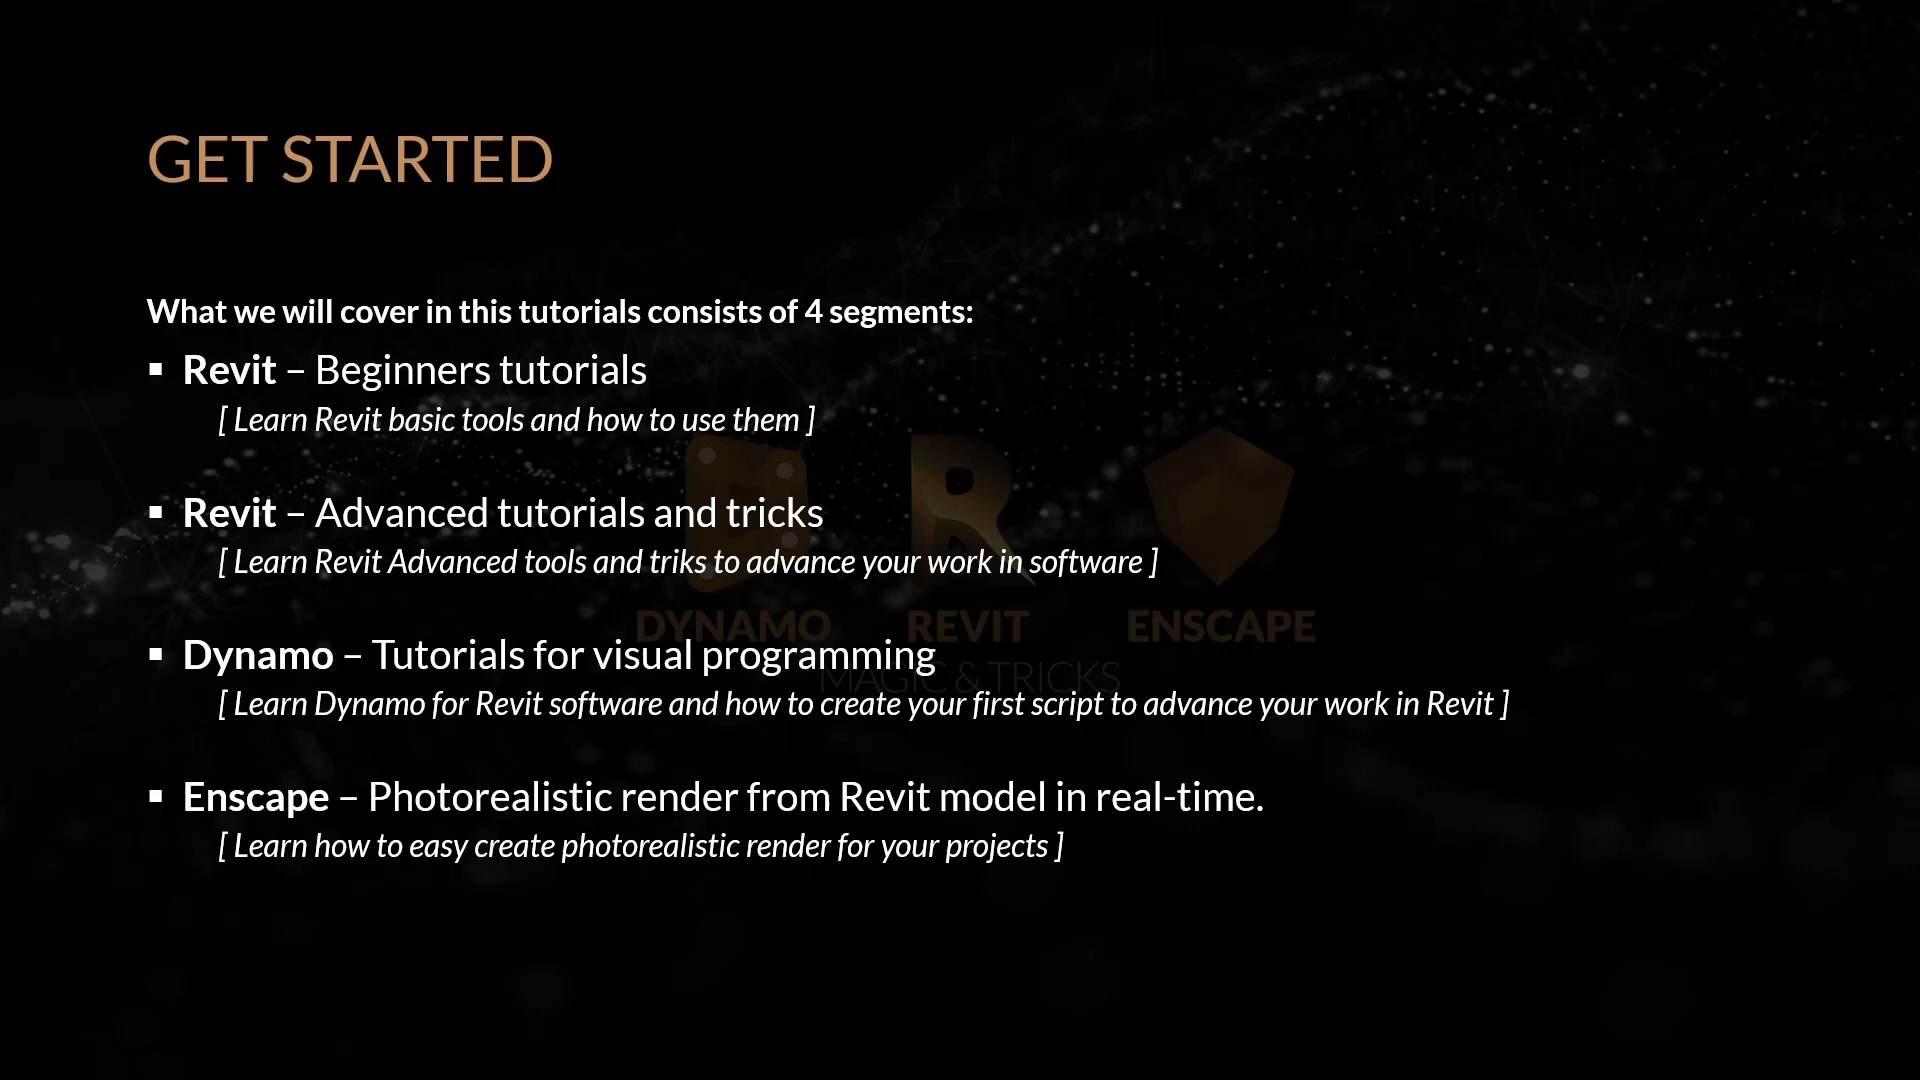 GET STARTED
What we will cover in this tutorials consists of 4 segments:
▪ Revit – Beginners tutorials
[ Learn Revit basic tools and how to use them ]
▪ Revit – Advanced tutorials and tricks
[ Learn Revit Advanced tools and triks to advance your work in software ]
DYNAMO REVIT ENSCAPE
▪ Dynamo – Tutorials for visual programming
MAGIC & TRICKS
[ Learn Dynamo for Revit software and how to create your first script to advance your work in Revit ]
▪ Enscape – Photorealistic render from Revit model in real-time.
[ Learn how to easy create photorealistic render for your projects ]